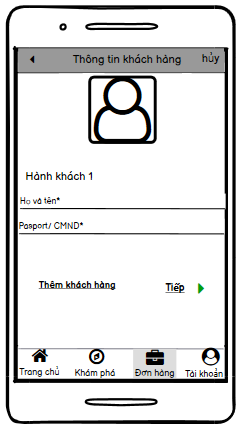 Thông tin khách hàng hủy
Hành khách 1
Họ và tên*
Pasport/ CMND*
Thêm khách hàng Tiếp
Trang chủ Khám phá Đơn hàng Tài khoản